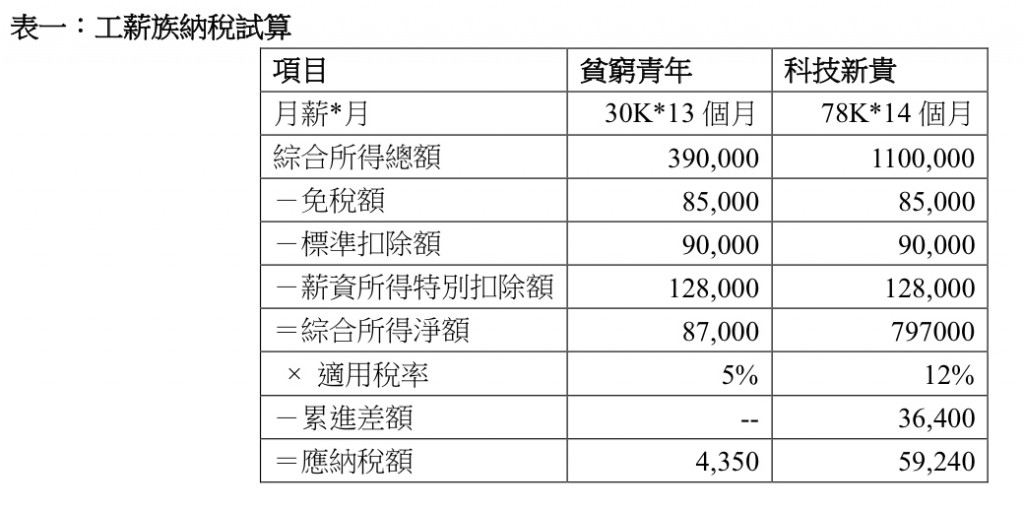 表一：工薪族納稅試算
項目 貧窮青年 科技新貴
月薪*月 30K*13 個月 78K*14 個月
綜合所得總額 390,000 1100,000
－免稅額 85,000 85,000
－標準扣除額 90,000 90,000
－薪資所得特別扣除額 128,000 128,000
＝綜合所得淨額 87,000 797000
× 適用稅率 5% 12%
－累進差額 -- 36,400
＝應納稅額 4,350 59,240